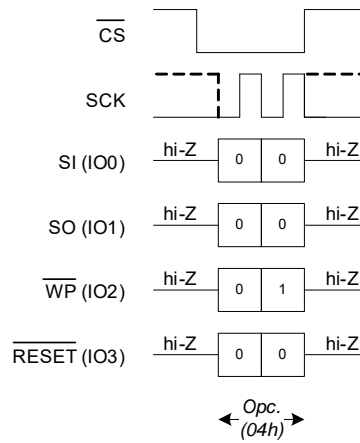 CS
SCK
hi-Z hi-Z
SI (IO0) 0 0
hi-Z hi-Z
SO (IO1) 0 0
hi-Z hi-Z
WP (IO2) 0 1
hi-Z hi-Z
RESET (IO3) 0 0
Opc.
(04h)